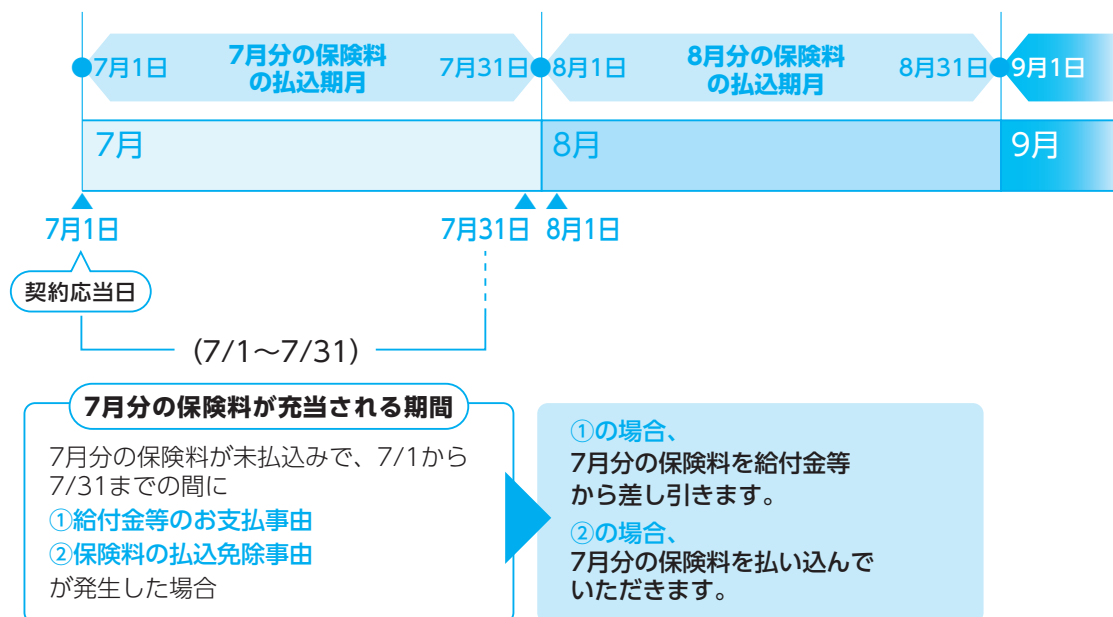 7月1日
7月分の保険料
の払込期月
7月31日
8月1日
8月分の保険料
の払込期月
8月31日
9月1日
7月
8月
9月
7月1日
7月31日
8月1日
契約応当日
(7/1〜7/31)
7月分の保険料が充当される期間
7月分の保険料が未払込みで、7/1から
7/31までの間に
①給付金等のお支払事由
②保険料の払込免除事由
が発生した場合
①の場合、
7月分の保険料を給付金等
から差し引きます。
②の場合、
7月分の保険料を払い込んで
いただきます。